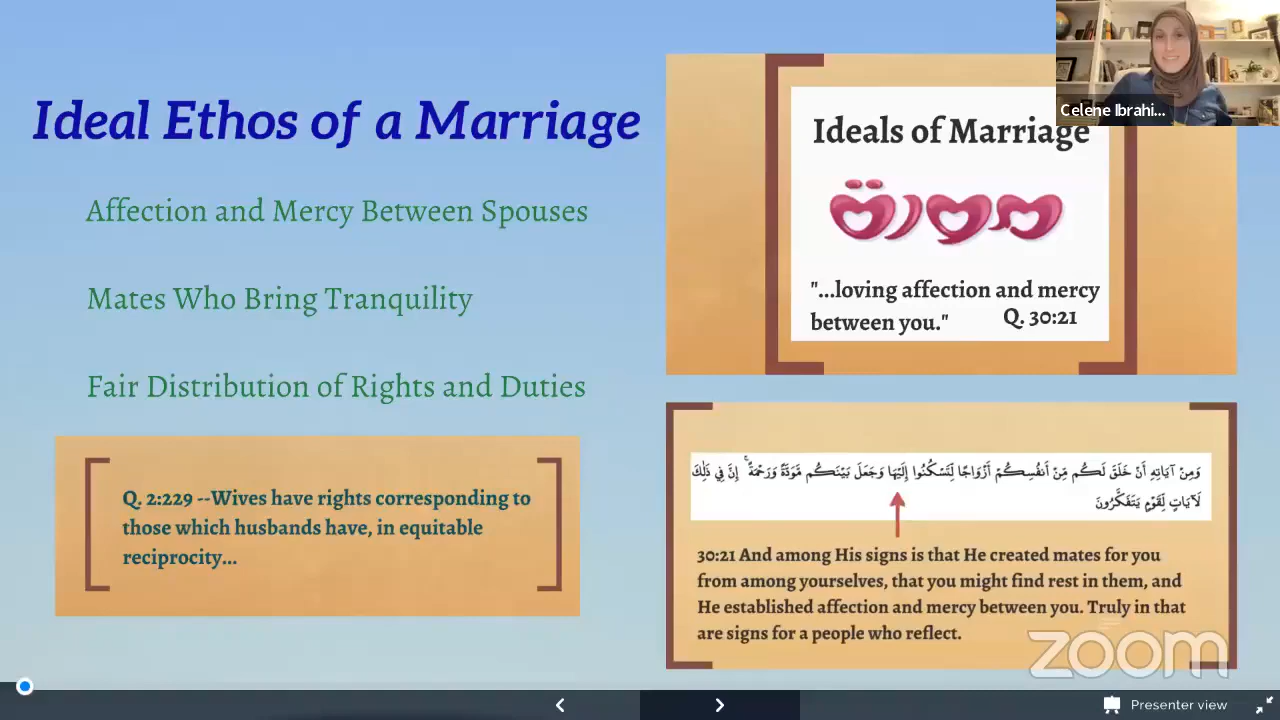 Ideal Ethos of a Marriage
Affection and Mercy Between Spouses
Mates Who Bring Tranquility
Fair Distribution of Rights and Duties
Q. 2:229 --Wives have rights corresponding to
those which husbands have, in equitable
reciprocity...
Celene Ibrahi...
Ideals of Marriage
مودة
"...loving affection and mercy
between you."
Q. 30:21
وَمِنْ آيَاتِهِ أَنْ خَلَقَ لَكُم مِّنْ أَنفُسِكُمْ أَزْوَاجًا لِّتَسْكُنُوا إِلَيْهَا وَجَعَلَ بَيْنَكُم مَّوَدَّةً وَرَحْمَةً ۚ إِنَّ فِي ذَٰلِكَ
لَآيَاتٍ لِّقَوْمٍ يَتَفَكَّرُونَ
30:21 And among His signs is that He created mates for you
from among yourselves, that you might find rest in them, and
He established affection and mercy between you. Truly in that
are signs for a people who reflect.
zoom
Presenter view